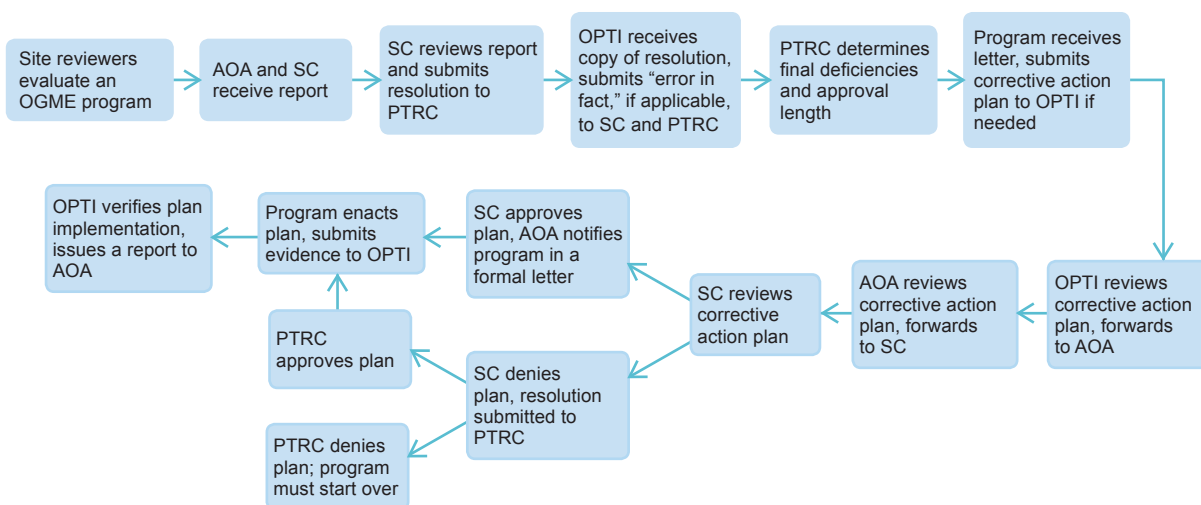 Site reviewers
evaluate an
OGME program
AOA and SC
receive report
SC reviews report
and submits
resolution to
PTRC
OPTI receives
copy of resolution,
submits “error in
fact,” if applicable,
to SC and PTRC
PTRC determines
final deficiencies
and approval
length
Program receives
letter, submits
corrective action
plan to OPTI if
needed
OPTI reviews
corrective action
plan, forwards
to AOA
AOA reviews
corrective action
plan, forwards
to SC
SC reviews
corrective
action plan
SC approves
plan, AOA notifies
program in a
formal letter
Program enacts
plan, submits
evidence to OPTI
OPTI verifies plan
implementation,
issues a report to
AOA
SC denies
plan, resolution
submitted to
PTRC
PTRC
approves plan
PTRC denies
plan; program
must start over